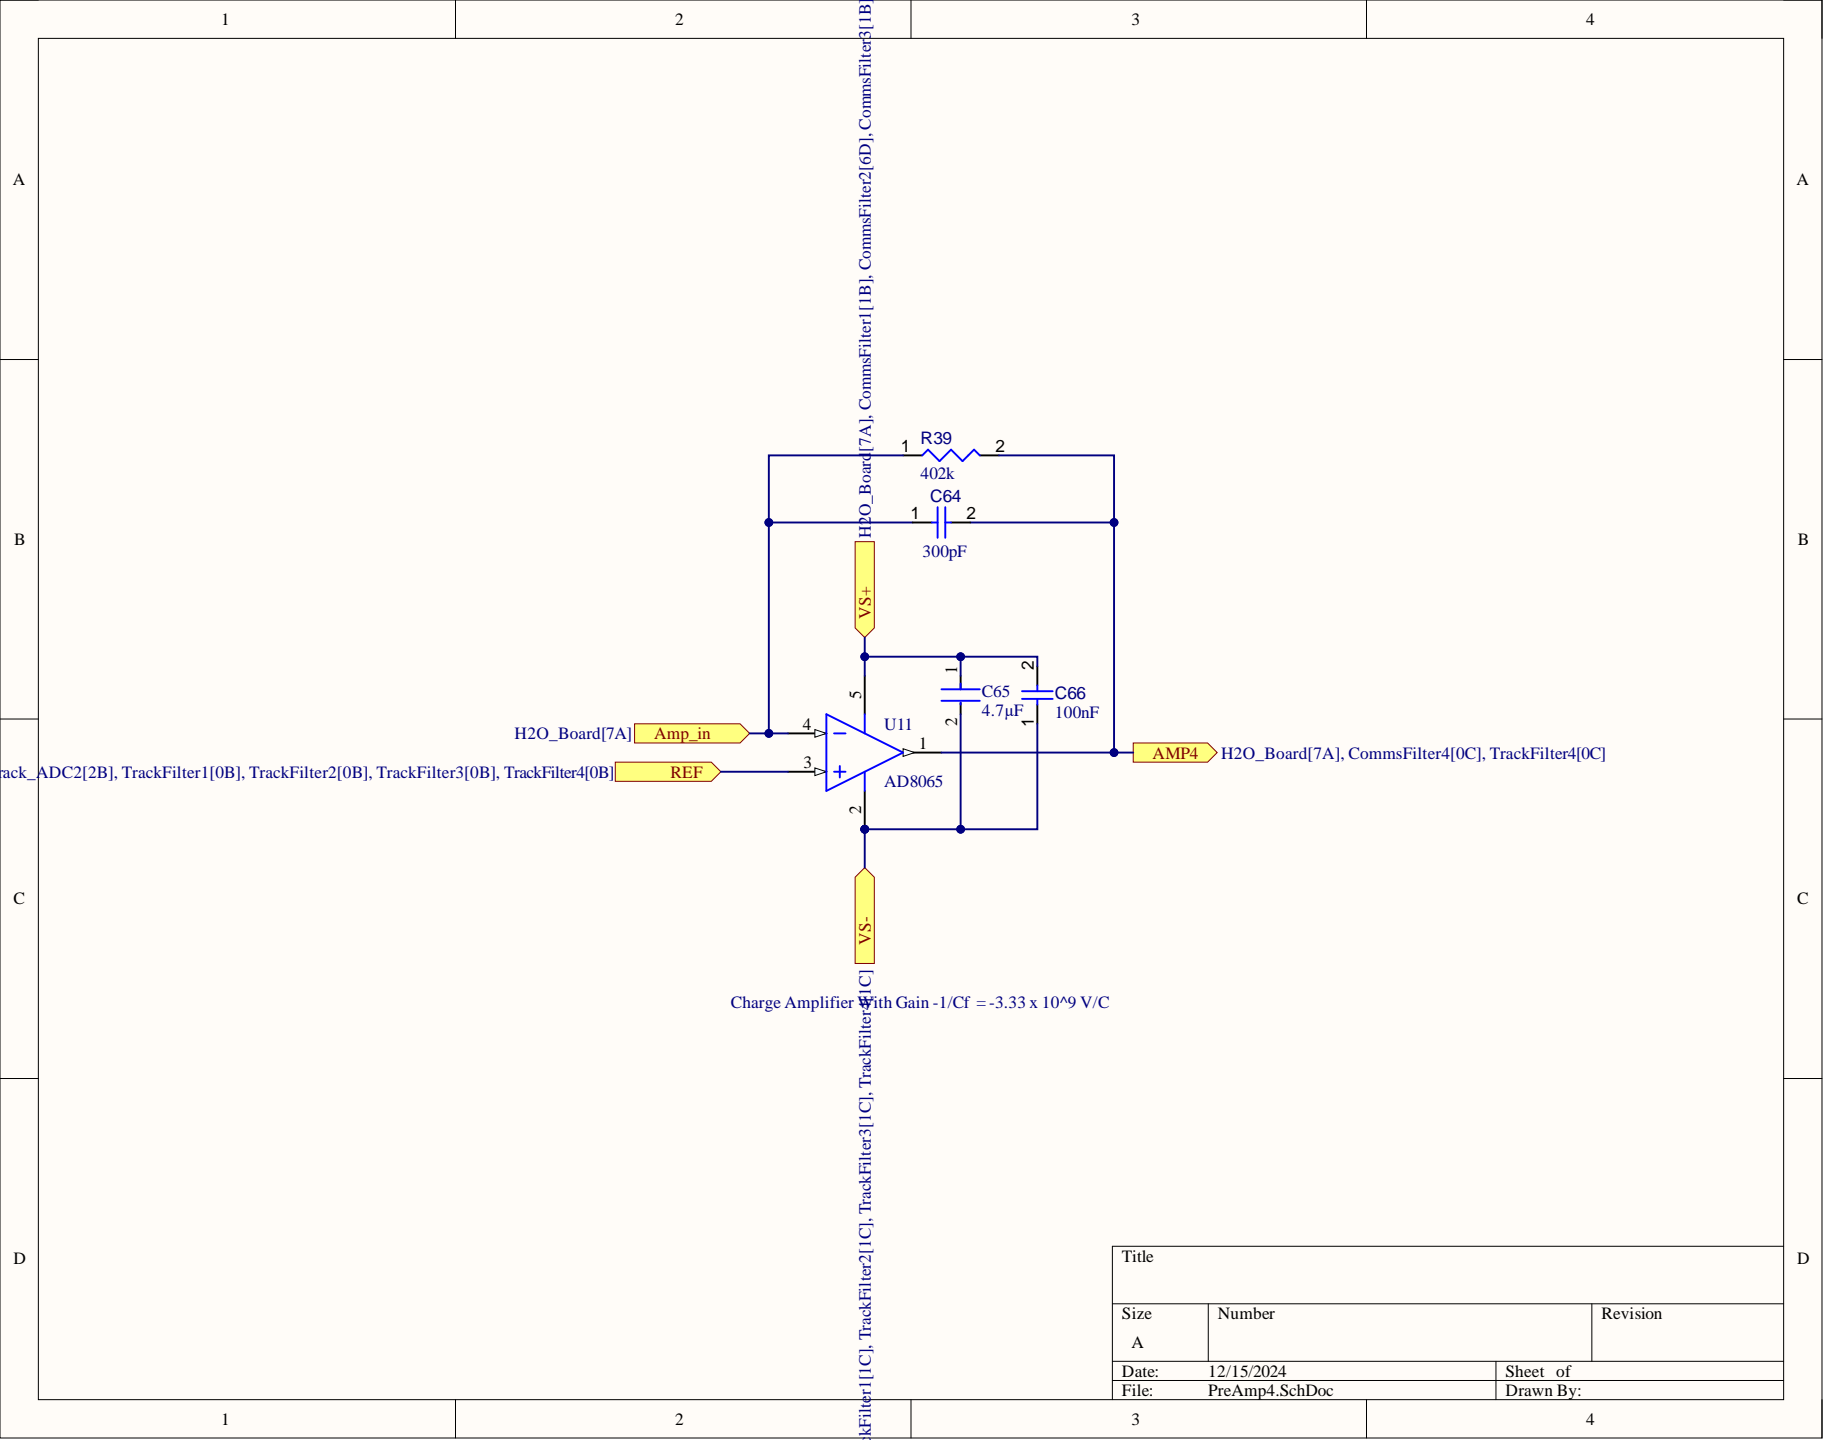 1 2 3 4
H2O_Board[7A], CommsFilter1[1B], CommsFilter2[6D], CommsFilter3[1B]
A A
R39
1 2
402k
C64
1 2
300pF
B B
VS+
5
1
2
C65
4.7µF
2
C66
100nF
1
H2O_Board[7A] Amp_in
4
U11
1
AMP4 H2O_Board[7A], CommsFilter4[0C], TrackFilter4[0C]
TrackFilter1[0B], TrackFilter2[0B], TrackFilter3[0B], TrackFilter4[0B] REF
3
AD8065
2
C C
VS-
TrackFilter2[1C], TrackFilter3[1C], TrackFilter4[1C]
Charge Amplifier With Gain -1/Cf = -3.33 x 10^9 V/C
D D
Title
Size Number Revision
A
Date: 12/15/2024 Sheet of
File: PreAmp4.SchDoc Drawn By:
1 2 3 4